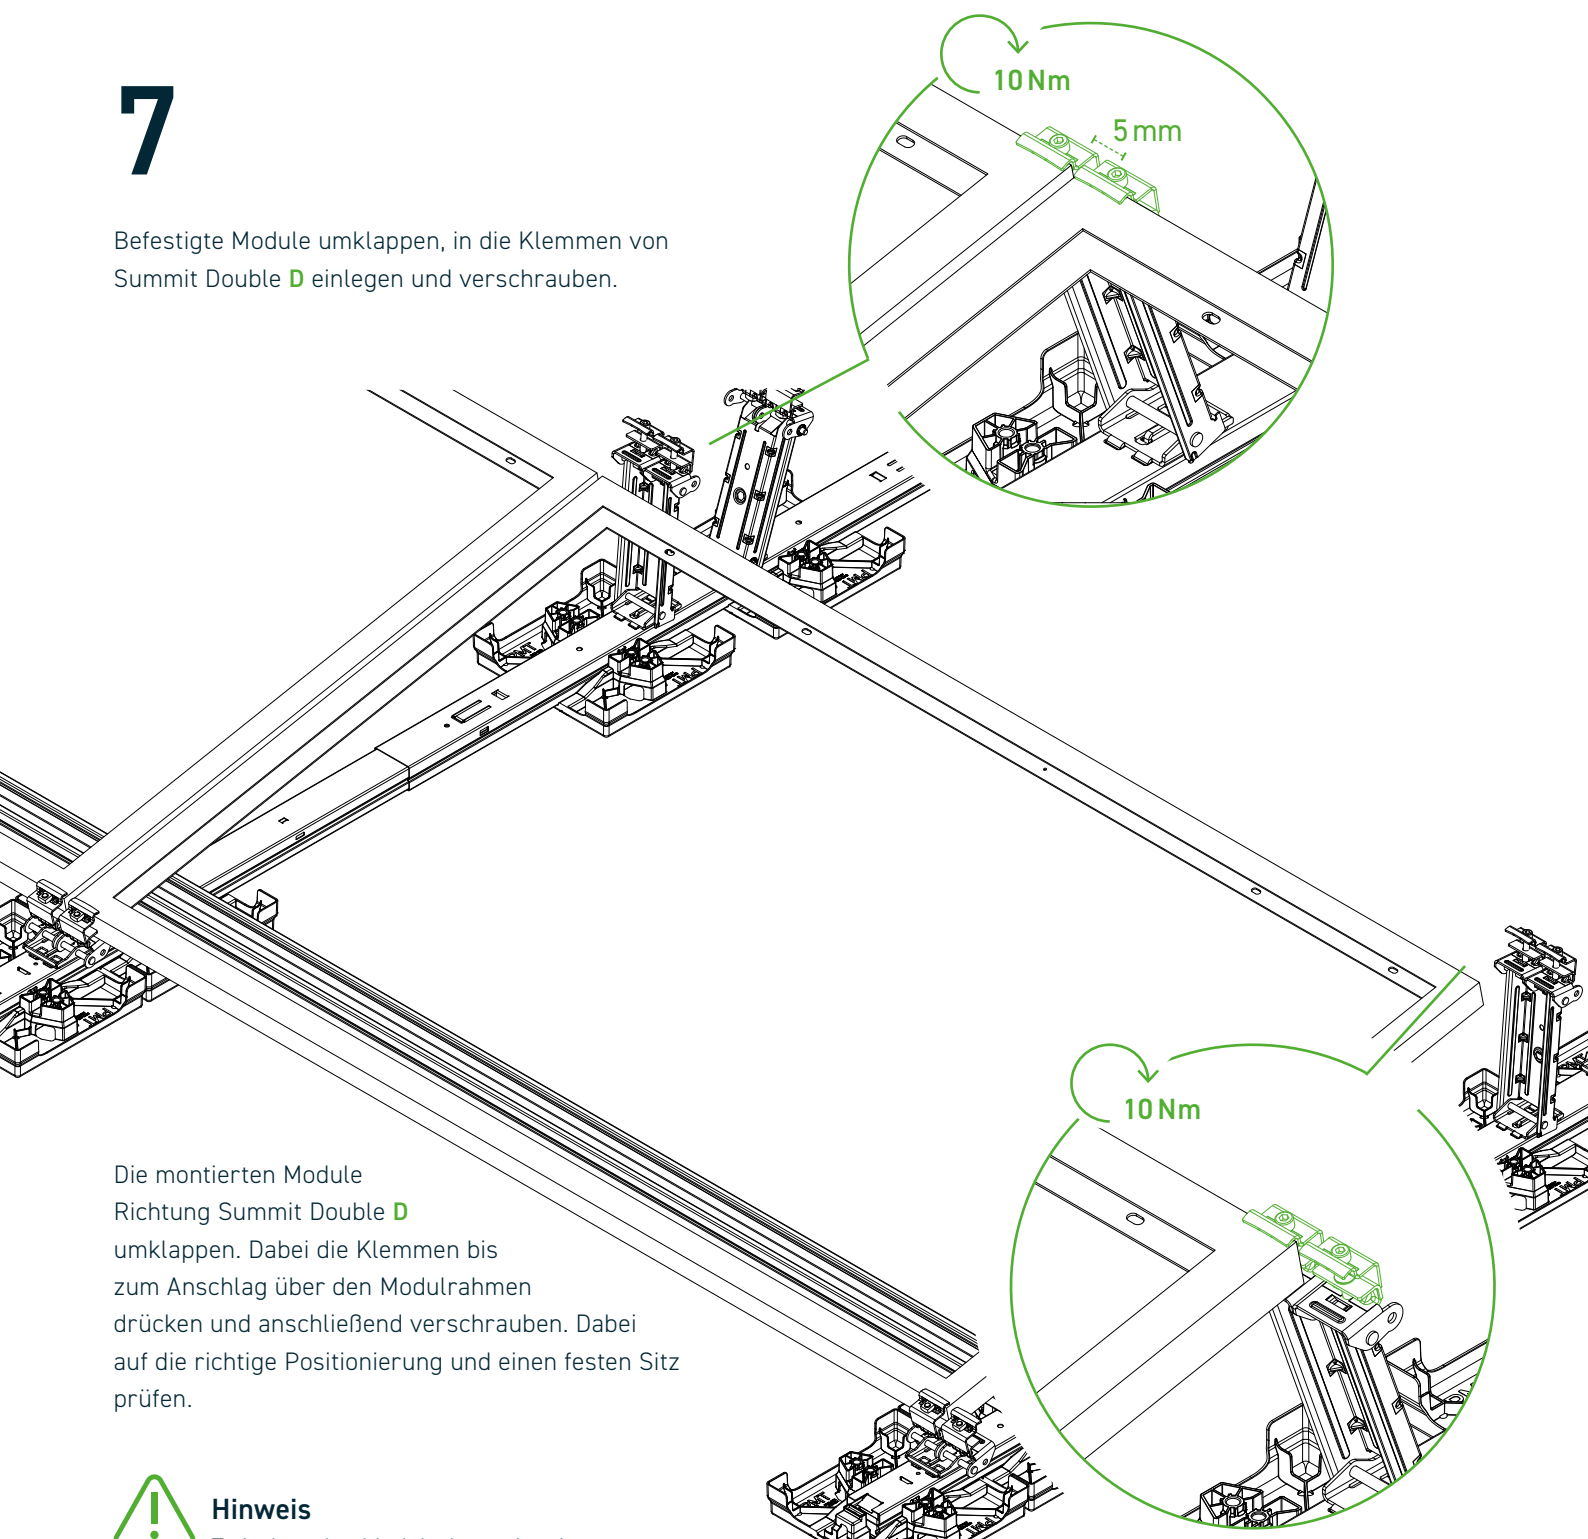 7
Befestigte Module umklappen, in die Klemmen von
Summit Double D einlegen und verschrauben.
10 Nm
5 mm
Die montierten Module
Richtung Summit Double D
umklappen. Dabei die Klemmen bis
zum Anschlag über den Modulrahmen
drücken und anschließend verschrauben. Dabei
auf die richtige Positionierung und einen festen Sitz
prüfen.
10 Nm
Hinweis